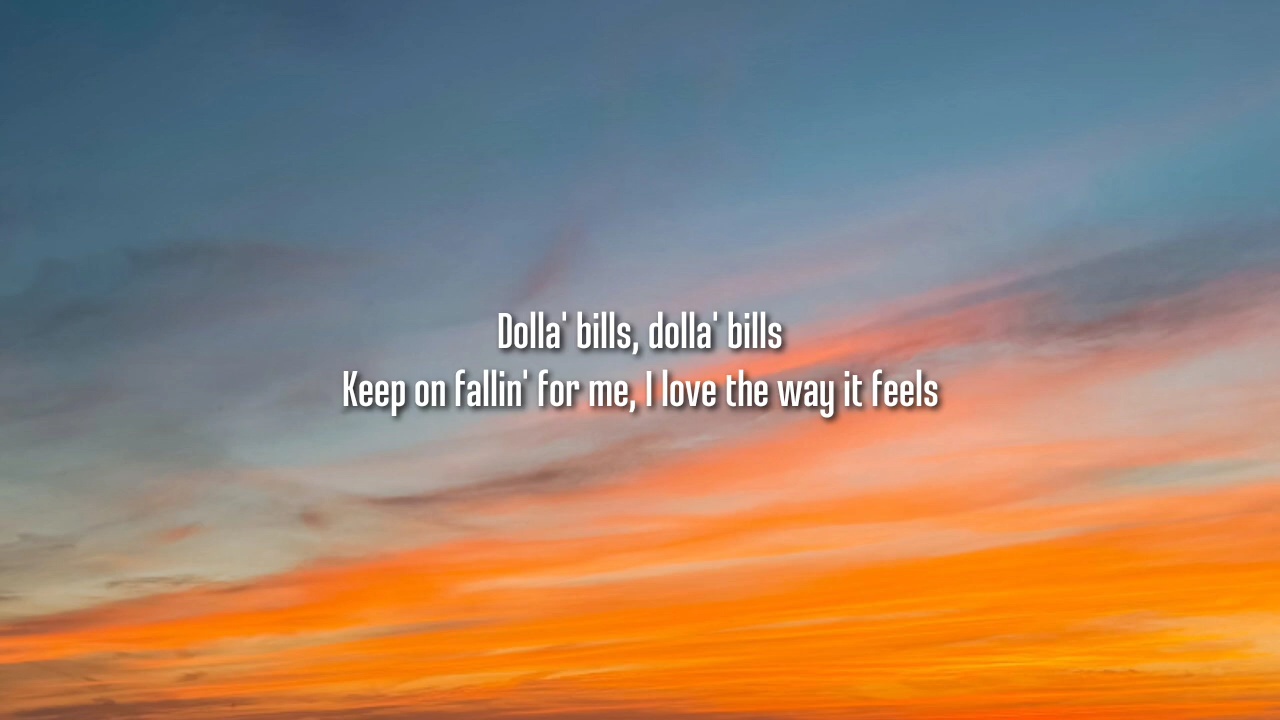 Dolla' bills, dolla' bills
Keep on fallin' for me, I love the way it feels